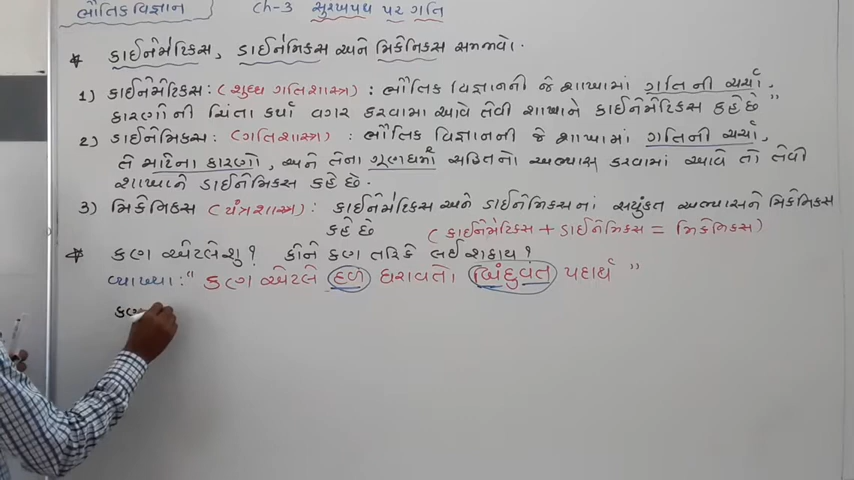 ભૌતિક વિજ્ઞાન Ch-3 સુરેખપથ પર ગતિ
* કાઈનેમેટિક્સ, ડાઈનેમિક્સ અને મિકેનિક્સ સમજાવો.
1) કાઈનેમેટિક્સ: (શુદ્ધ ગતિશાસ્ત્ર) : ભૌતિક વિજ્ઞાનની જે શાખામાં ગતિની ચર્ચા,
કારણોની ચિંતા કર્યા વગર કરવામાં આવે તેવી શાખાને કાઈનેમેટિક્સ કહે છે”
2) ડાઈનેમિક્સ: (ગતિશાસ્ત્ર) : ભૌતિક વિજ્ઞાનની જે શાખામાં ગતિની ચર્ચા,
તે માટેના કારણો, અને તેના ગુણધર્મો સહિતનો અભ્યાસ કરવામાં આવે તો તેવી
શાખાને ડાઈનેમિક્સ કહે છે.
3) મિકેનિક્સ (યંત્રશાસ્ત્ર): કાઈનેમેટિક્સ અને ડાઈનેમિક્સનાં સયુંકત અભ્યાસને મિકેનિક્સ
કહે છે (કાઈનેમેટિક્સ + ડાઈનેમિક્સ = મિકેનિક્સ)
* કણ એટલેશું? કોને કણ તરિકે લઈ શકાય?
વ્યાખ્યા: “ કણ એટલે દળ ધરાવતો બિંદુવંત પદાર્થ ”
કણ